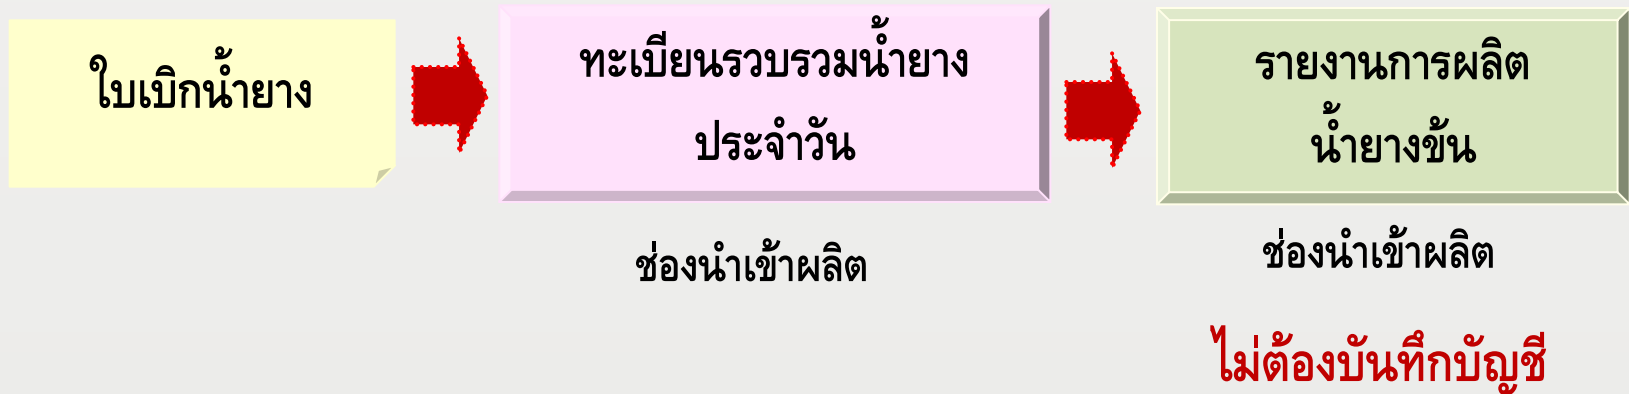 ใบเบิกน้ำยาง
ทะเบียนรวบรวมน้ำยาง
ประจำวัน
รายงานการผลิต
น้ำยางข้น
ช่องนำเข้าผลิต
ช่องนำเข้าผลิต
ไม่ต้องบันทึกบัญชี